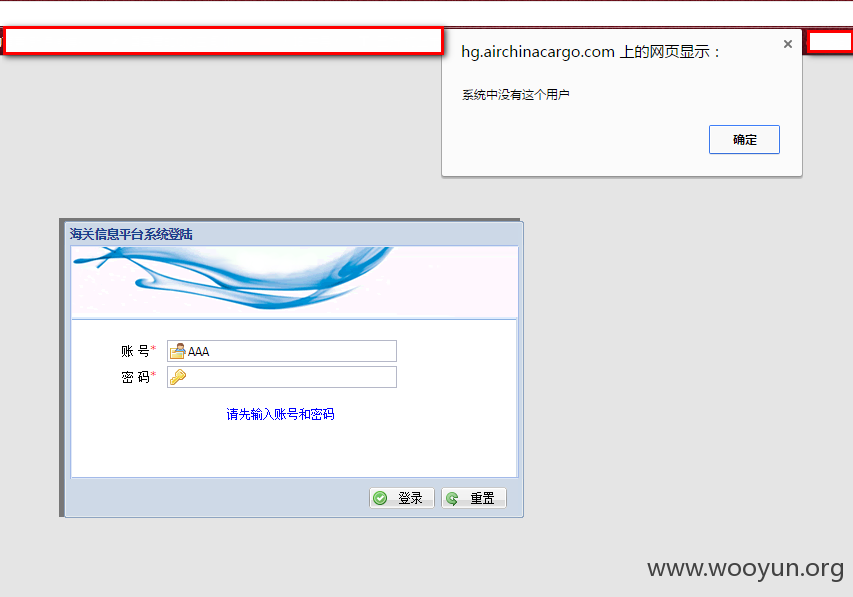 hg.airchinacargo.com 上的网页显示：
系统中没有这个用户
确定
海关信息平台系统登陆
账 号* AAA
密 码*
请先输入账号和密码
登录 重置
www.wooyun.org